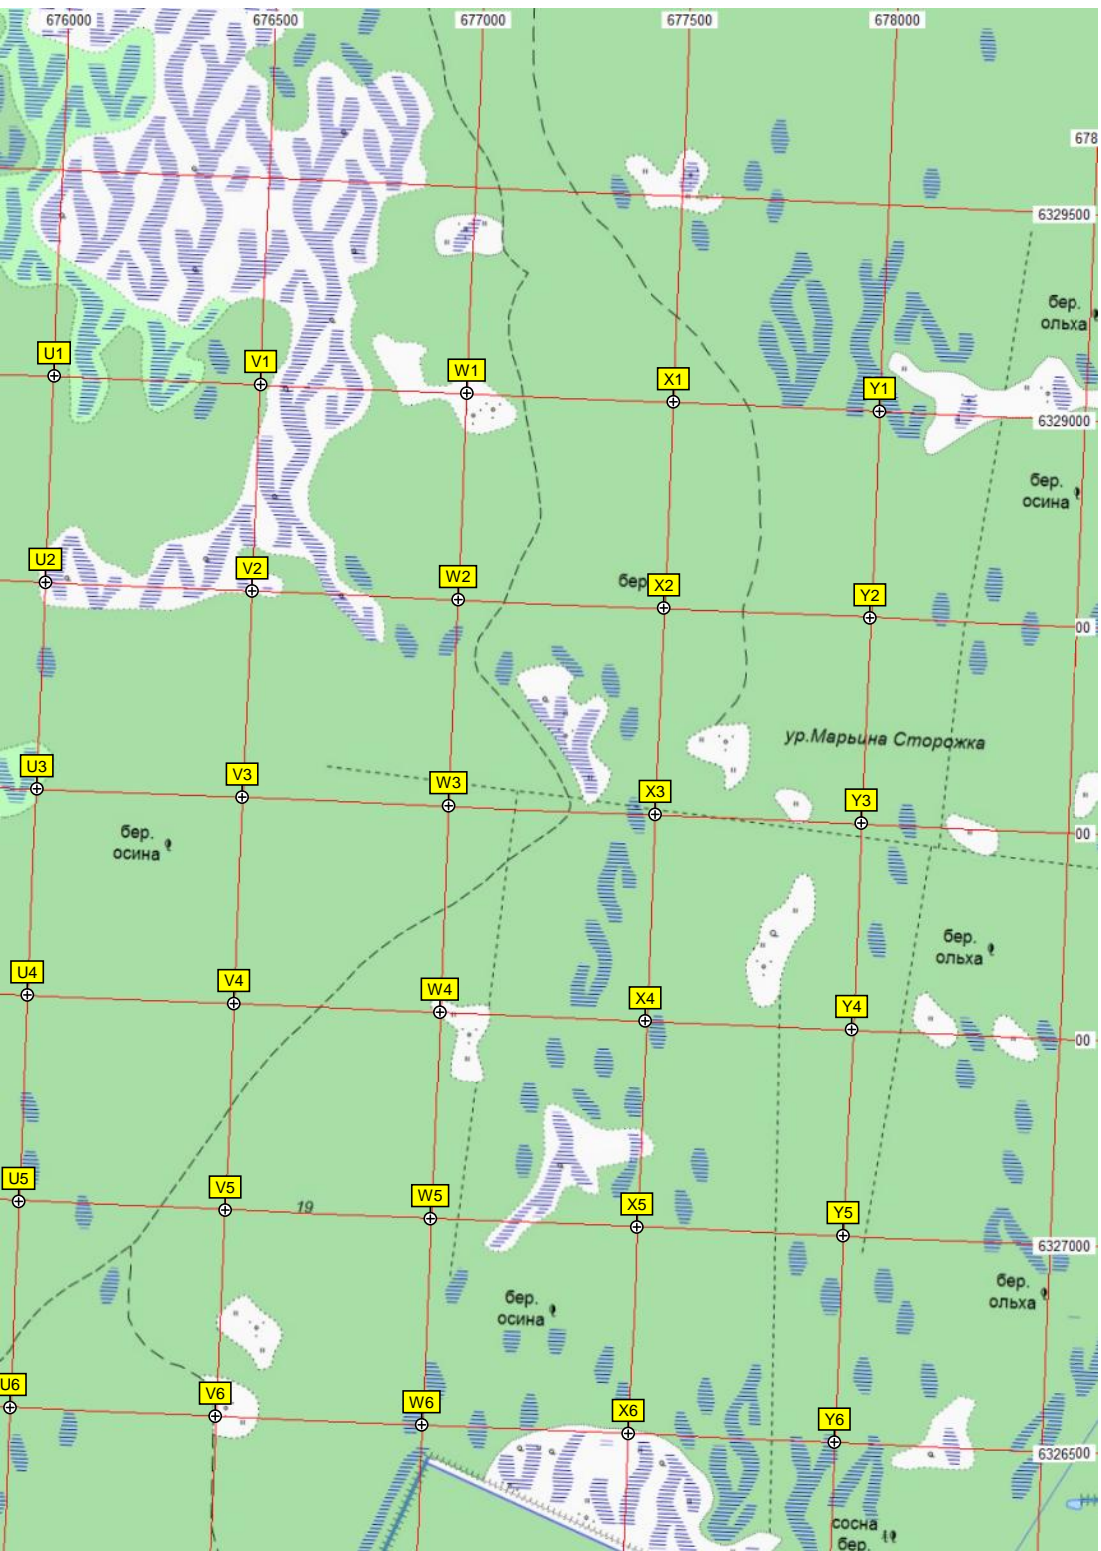 676000 676500 677000 677500 678000
678
6329500
бер.
ольха
U1 V1 W1 X1 Y1
6329000
бер.
осина
U2 V2 W2 бер X2 Y2
00
ур.Марьина Сторожка
U3 V3 W3 X3 Y3
00
бер.
осина
бер.
ольха
U4 V4 W4 X4 Y4
00
U5 V5 W5 X5 Y5
19
6327000
бер.
ольха
бер.
осина
U6 V6 W6 X6 Y6
6326500
сосна
бер.